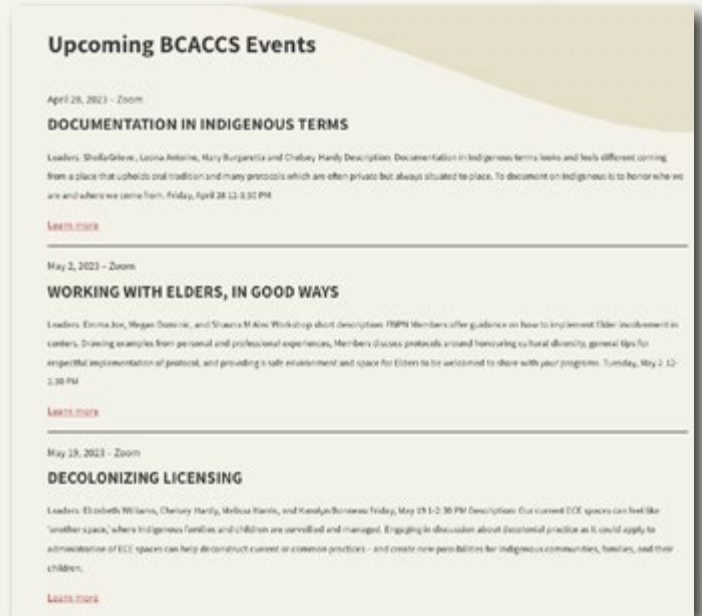 Upcoming BCACCS Events
April 28, 2023 – Zoom
DOCUMENTATION IN INDIGENOUS TERMS
Leaders: Sheila Grieve, Leona Antoine, Mary Burgaretta and Chelsey Hardy Description: Documentation in Indigenous terms looks and feels different coming
from a place that upholds oral tradition and many protocols which are often private but always situated to place. To document an Indigenous is to honor who we
are and where we come from. Friday, April 28 12-1:30 PM
Learn more
May 2, 2023 – Zoom
WORKING WITH ELDERS, IN GOOD WAYS
Leaders: Emma Joe, Megan Dominic, and Shauna M Alec Workshop short description: FNPN Members offer guidance on how to implement Elder involvement in
centers. Drawing examples from personal and professional experiences, Members discuss protocols around honouring cultural diversity, general tips for
respectful implementation of protocol, and providing a safe environment and space for Elders to be welcomed to share with your programs. Tuesday, May 2 12-
1:30 PM
Learn more
May 19, 2023 – Zoom
DECOLONIZING LICENSING
Leaders: Elizabeth Williams, Chelsey Hardy, Melissa Harris, and Karolyn Bonneau Friday, May 19 1-2:30 PM Description: Our current ECE spaces can feel like
'another space,' where Indigenous families and children are surveilled and managed. Engaging in discussion about decolonial practice as it could apply to
administration of ECE spaces can help deconstruct current or common practices – and create new possibilities for Indigenous communities, families, and their
children.
Learn more